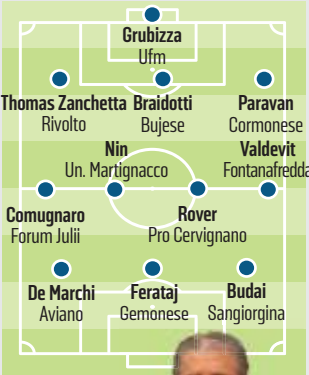 Grubizza
Ufm
Thomas Zanchetta Braidotti Paravan
Rivolto Bujese Cormonese
Nin Valdevit
Un. Martignacco Fontanafredda
Comugnaro Rover
Forum Julii Pro Cervignano
De Marchi Ferataj Budai
Aviano Gemonese Sangiorgina